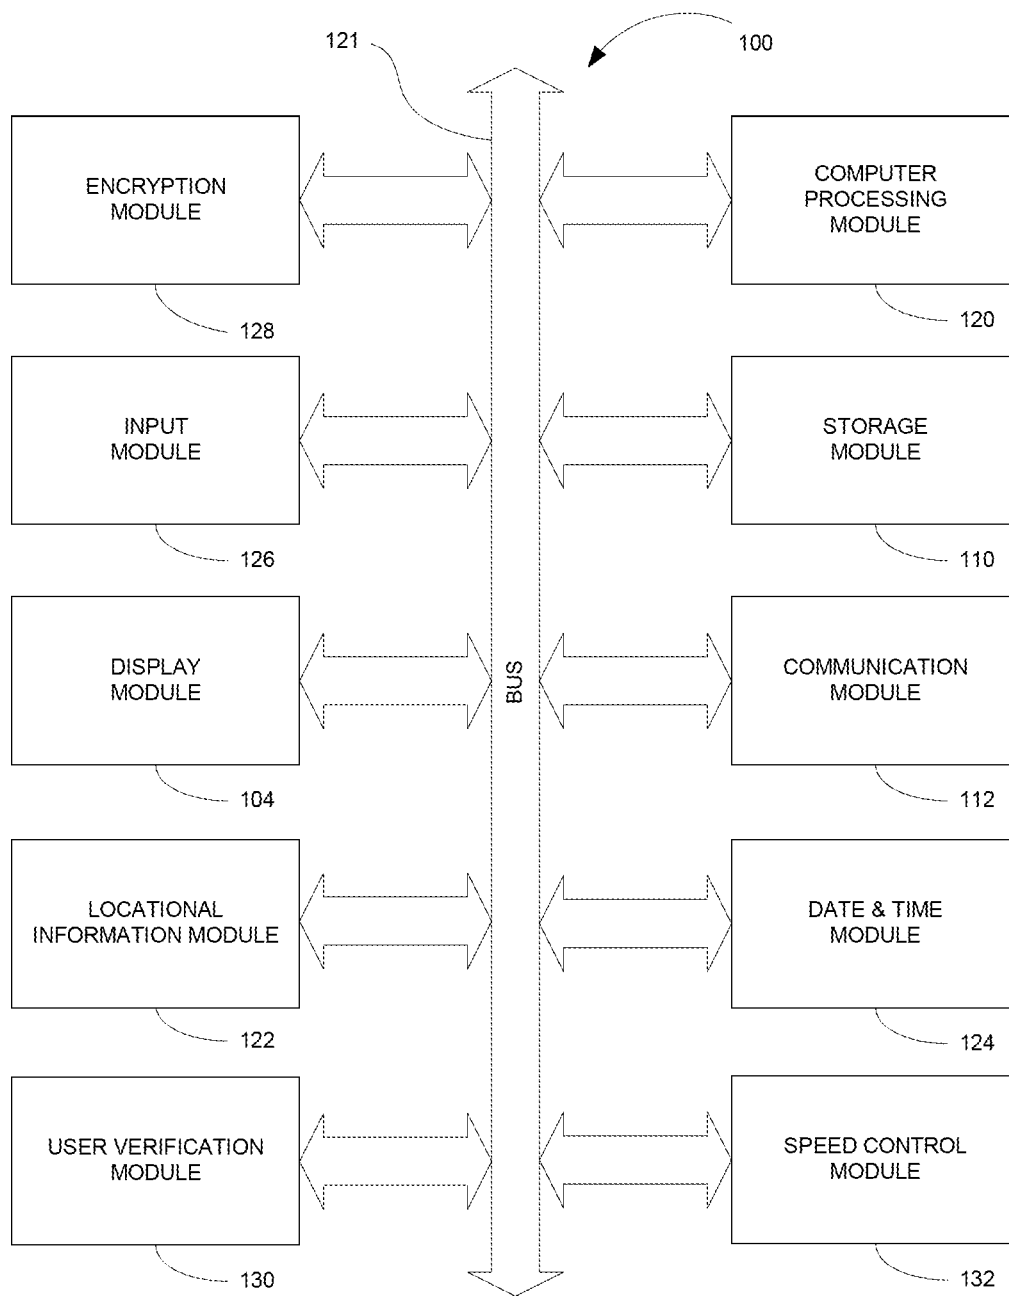 121
100
ENCRYPTION
MODULE
128
COMPUTER
PROCESSING
MODULE
120
INPUT
MODULE
126
STORAGE
MODULE
110
DISPLAY
MODULE
104
BUS
COMMUNICATION
MODULE
112
LOCATIONAL
INFORMATION MODULE
122
DATE & TIME
MODULE
124
USER VERIFICATION
MODULE
130
SPEED CONTROL
MODULE
132